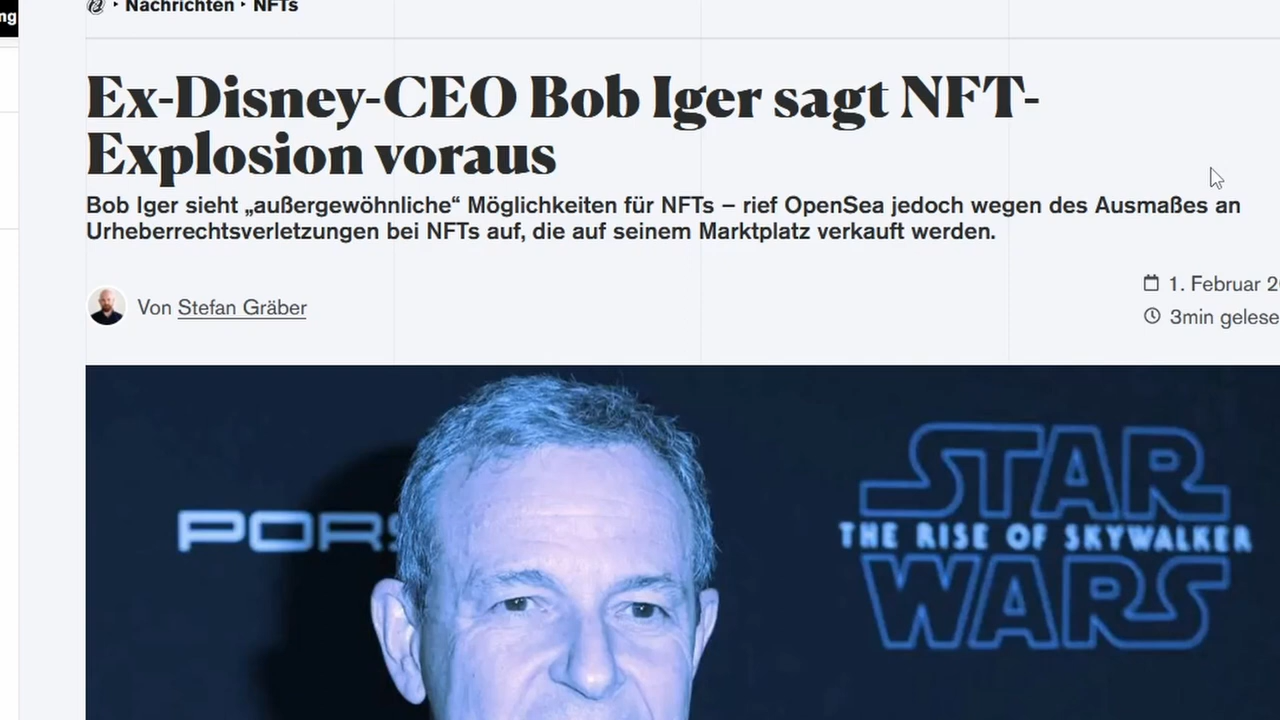 ng
· Nachrichten · NFTs
Ex-Disney-CEO Bob Iger sagt NFT-
Explosion voraus
Bob Iger sieht „außergewöhnliche“ Möglichkeiten für NFTs – rief OpenSea jedoch wegen des Ausmaßes an
Urheberrechtsverletzungen bei NFTs auf, die auf seinem Marktplatz verkauft werden.
Von Stefan Gräber
1. Februar 20
3min gelese
PORS
STAR
THE RISE OF SKYWALKER
WARS